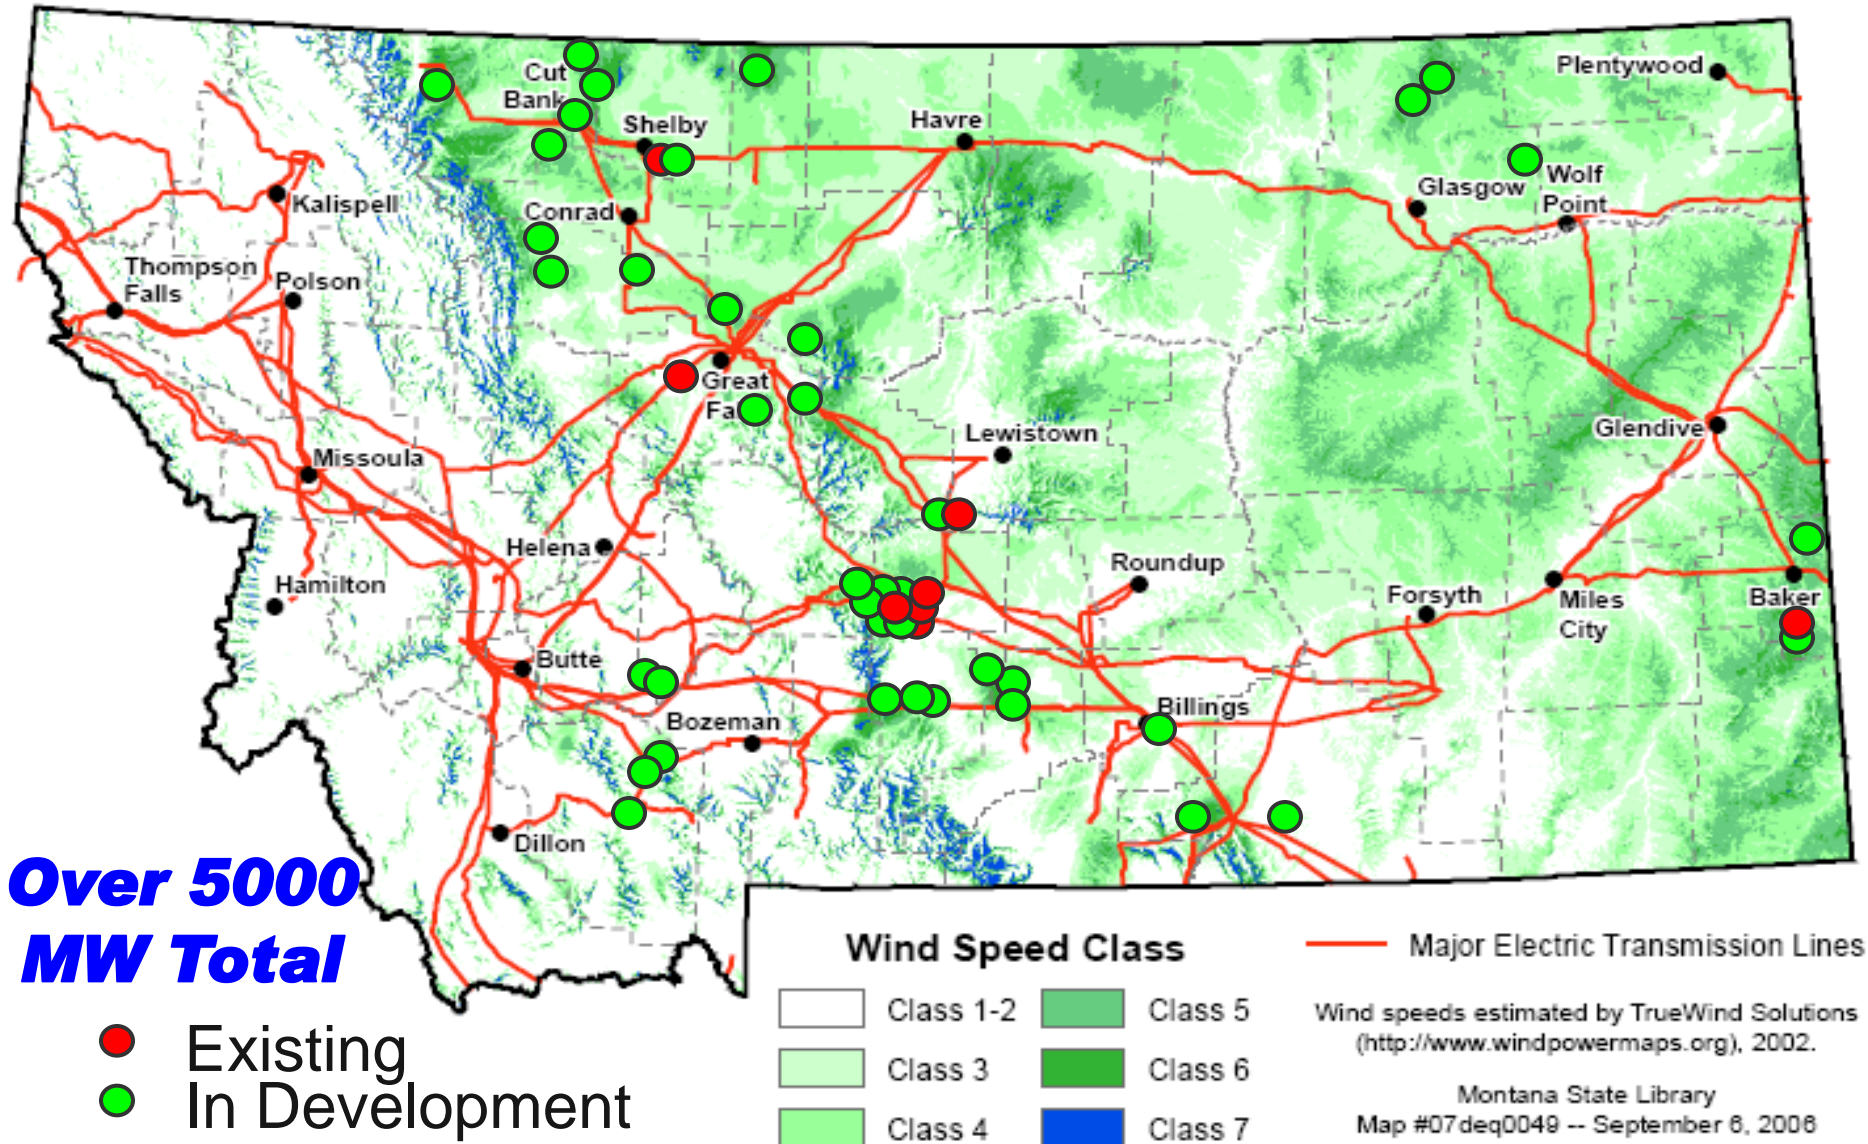 Cut
Bank
Shelby
Havre
Plentywood
Kalispell
Conrad
Glasgow
Wolf
Point
Thompson
Falls
Polson
Great
Fa
Lewistown
Glendive
Missoula
Helena
Hamilton
Roundup
Forsyth
Miles
City
Baker
Butte
Bozeman
Billings
Dillon
Over 5000
MW Total
Existing
In Development
Wind Speed Class
Class 1-2
Class 5
Class 3
Class 6
Class 4
Class 7
Major Electric Transmission Lines
Wind speeds estimated by TrueWind Solutions
(http://www.windpowermaps.org), 2002.
Montana State Library
Map #07deq0049 -- September 6, 2006